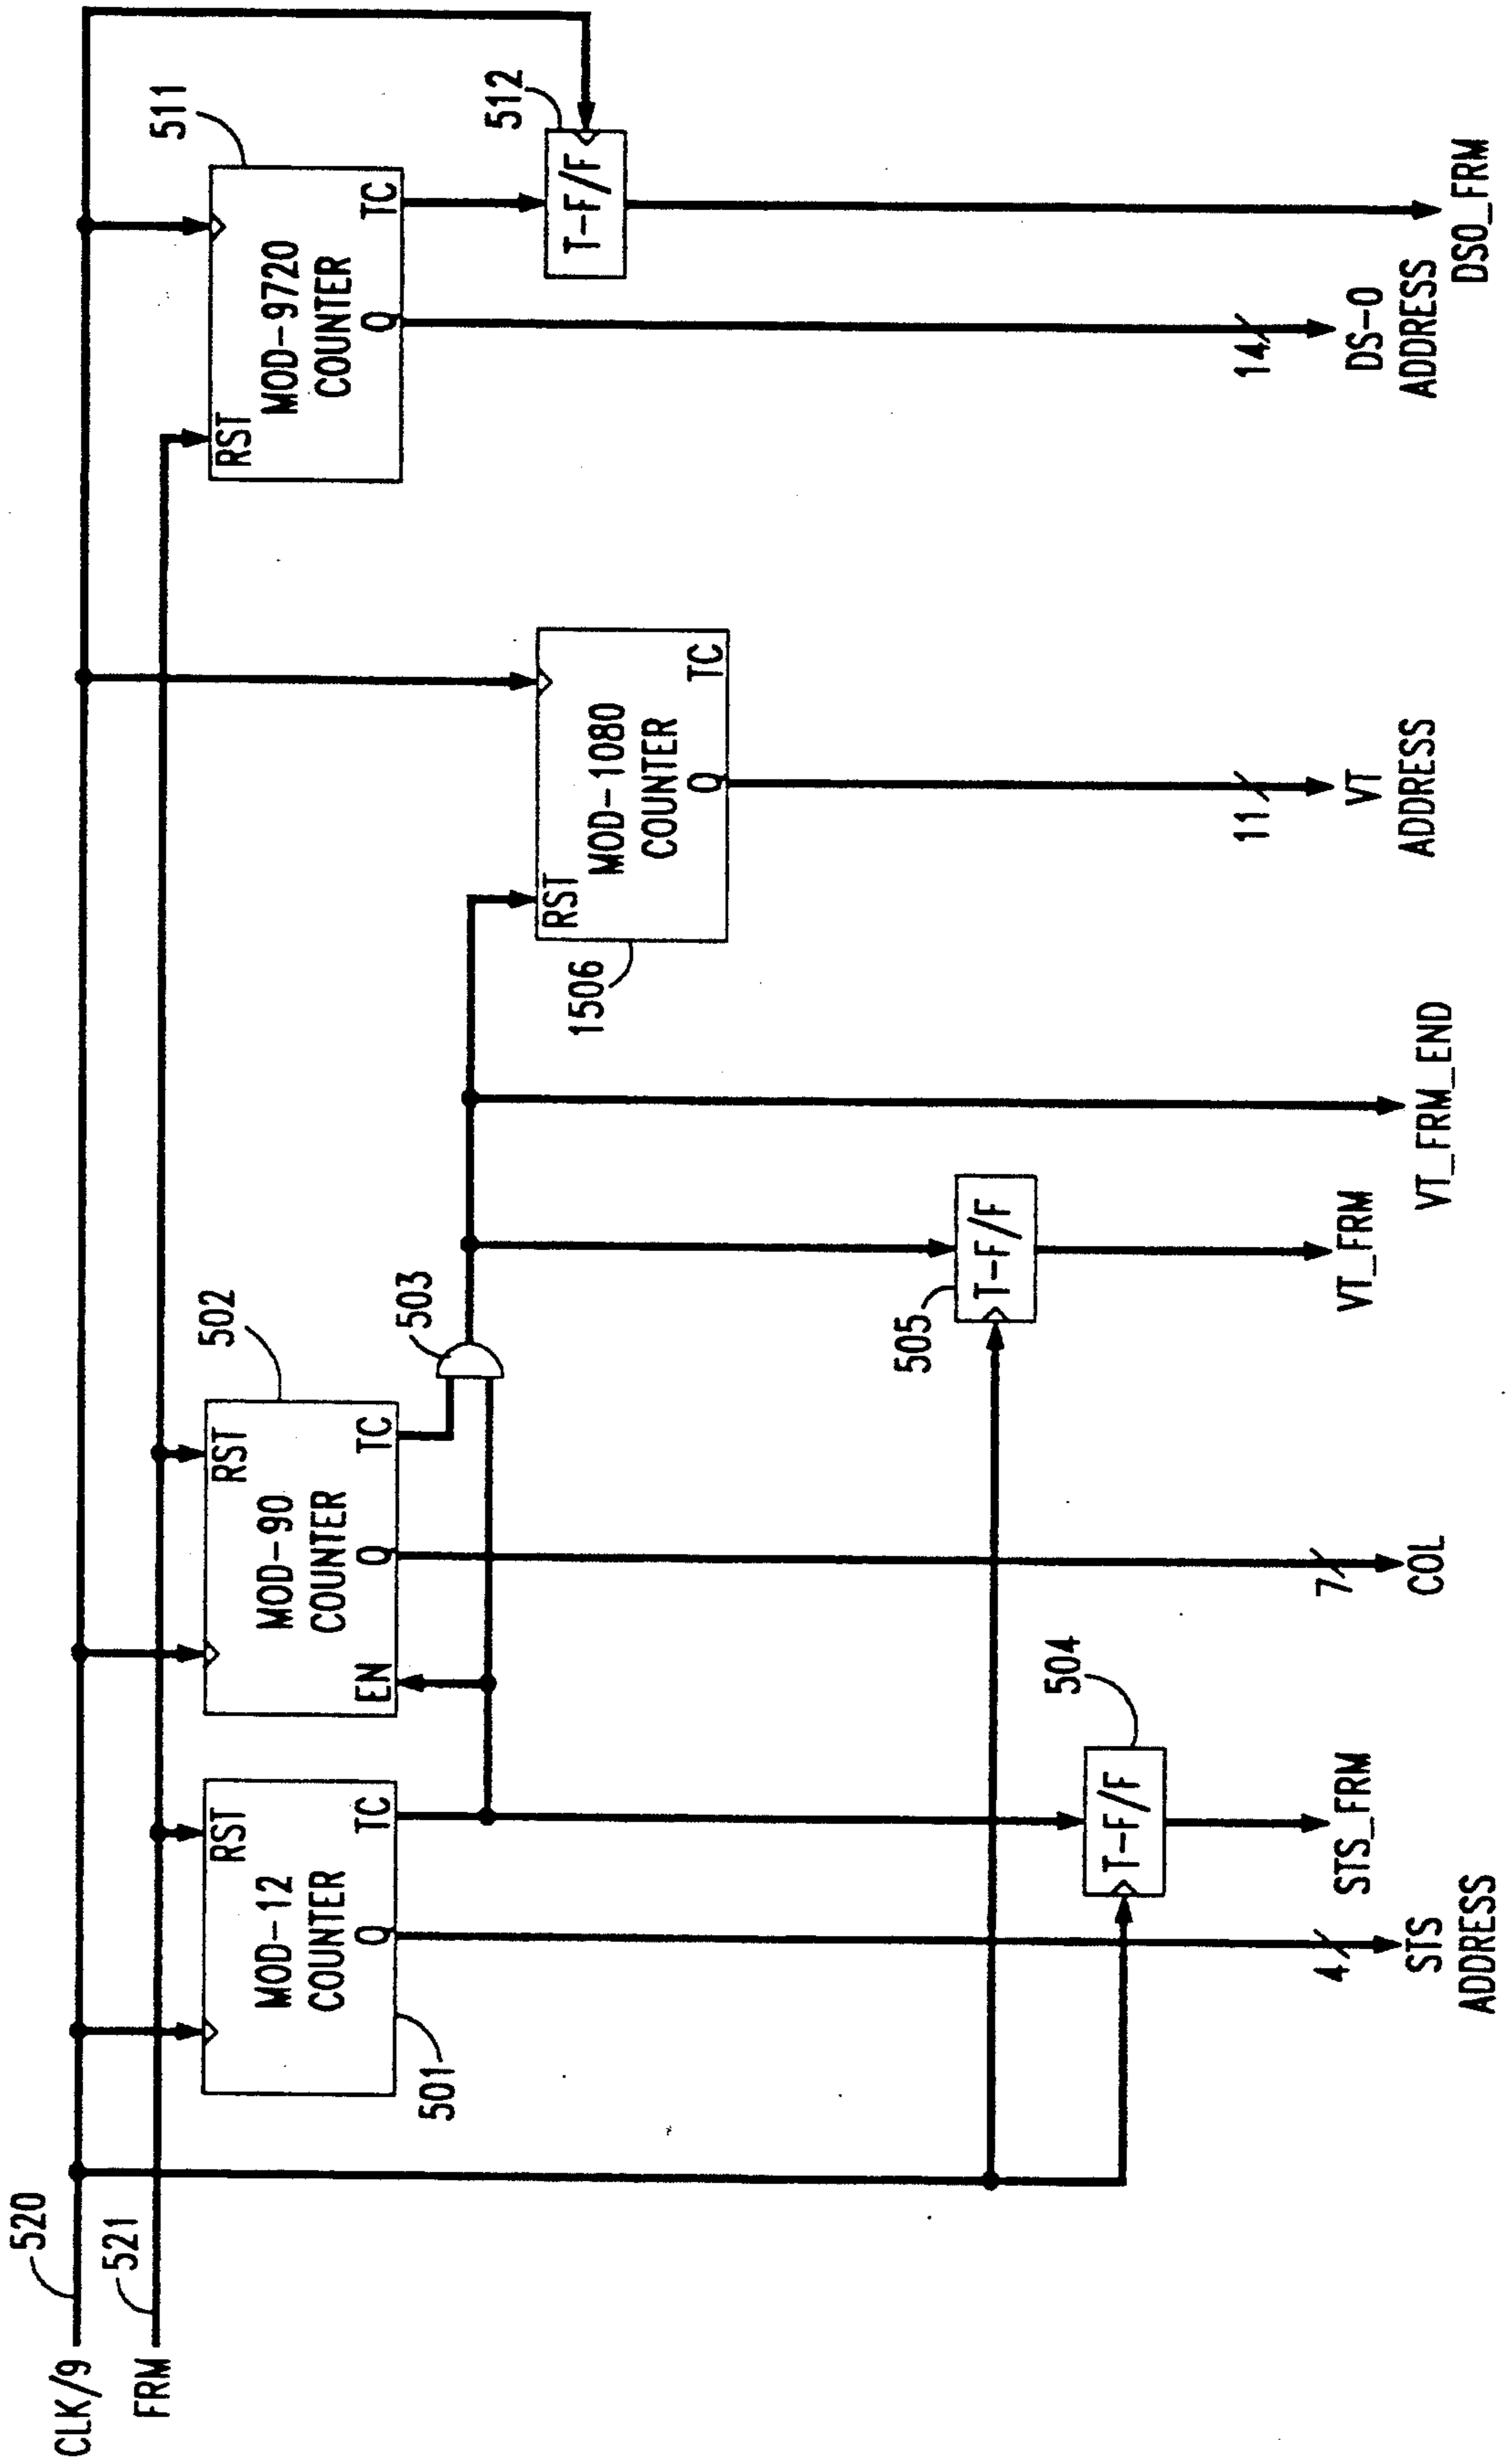 CLK/9
520
FRM
521
RST
MOD-12
COUNTER
Q
TC
501
RST
MOD-90
COUNTER
EN
Q
TC
502
503
RST
MOD-1080
COUNTER
Q
TC
1506
RST
MOD-9720
COUNTER
Q
TC
511
T-F/F
512
T-F/F
505
T-F/F
504
4
STS
ADDRESS
STS_FRM
7
COL
VT_FRM
VT_FRM_END
11
VT
ADDRESS
14
DS-0
ADDRESS
DS0_FRM